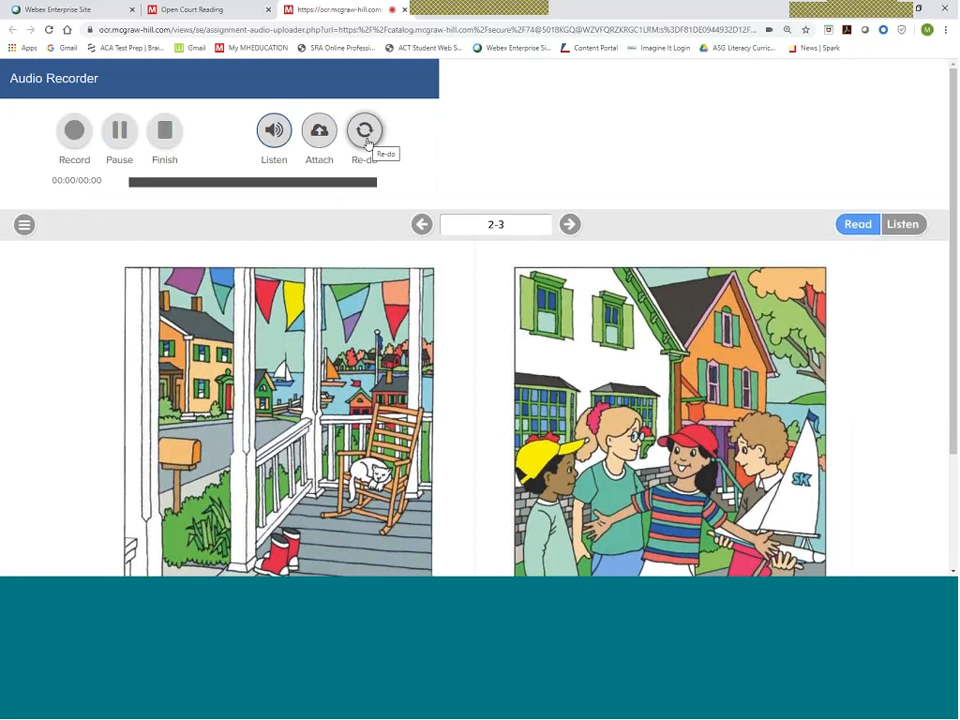 Webex Enterprise Site
Open Court Reading
https://ocr.mcgraw-hill.com
ocr.mcgraw-hill.com/views/se/assignment-audio-uploader.php?url=https%3A%2F%2Fcatalog.mcgraw-hill.com%2Fsecure%2F
Apps
Gmail
ACA Test Prep | Brai...
Gmail
My MHEDUCATION
SRA Online Professi...
ACT Student Web S...
Webex Enterprise Si...
Content Portal
Imagine It Login
ASG Literacy Curric...
News | Spark
Audio Recorder
Record
Pause
Finish
Listen
Attach
Re-do
Re-do
00:00/00:00
2-3
Read
Listen
SK